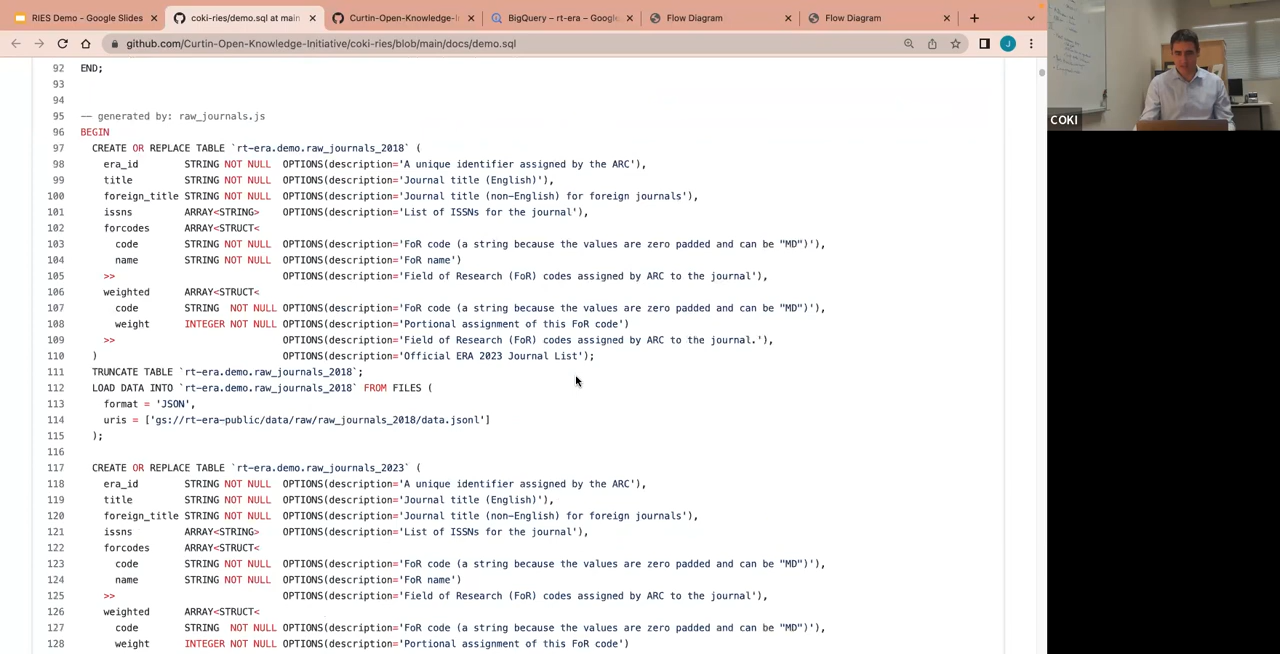 RIES Demo - Google Slides
coki-ries/demo.sql at main
Curtin-Open-Knowledge-I
BigQuery – rt-era – Google
Flow Diagram
Flow Diagram
github.com/Curtin-Open-Knowledge-Initiative/coki-ries/blob/main/docs/demo.sql
J
COKI
92 END;
93
94
95 -- generated by: raw_journals.js
96 BEGIN
97 CREATE OR REPLACE TABLE `rt-era.demo.raw_journals_2018` (
98 era_id STRING NOT NULL OPTIONS(description='A unique identifier assigned by the ARC'),
99 title STRING NOT NULL OPTIONS(description='Journal title (English)'),
100 foreign_title STRING NOT NULL OPTIONS(description='Journal title (non-English) for foreign journals'),
101 issns ARRAY<STRING> OPTIONS(description='List of ISSNs for the journal'),
102 forcodes ARRAY<STRUCT<
103 code STRING NOT NULL OPTIONS(description='FoR code (a string because the values are zero padded and can be "MD")'),
104 name STRING NOT NULL OPTIONS(description='FoR name')
105 >> OPTIONS(description='Field of Research (FoR) codes assigned by ARC to the journal'),
106 weighted ARRAY<STRUCT<
107 code STRING NOT NULL OPTIONS(description='FoR code (a string because the values are zero padded and can be "MD")'),
108 weight INTEGER NOT NULL OPTIONS(description='Portional assignment of this FoR code')
109 >> OPTIONS(description='Field of Research (FoR) codes assigned by ARC to the journal.'),
110 ) OPTIONS(description='Official ERA 2023 Journal List');
111 TRUNCATE TABLE `rt-era.demo.raw_journals_2018`;
112 LOAD DATA INTO `rt-era.demo.raw_journals_2018` FROM FILES (
113 format = 'JSON',
114 uris = ['gs://rt-era-public/data/raw/raw_journals_2018/data.jsonl']
115 );
116
117 CREATE OR REPLACE TABLE `rt-era.demo.raw_journals_2023` (
118 era_id STRING NOT NULL OPTIONS(description='A unique identifier assigned by the ARC'),
119 title STRING NOT NULL OPTIONS(description='Journal title (English)'),
120 foreign_title STRING NOT NULL OPTIONS(description='Journal title (non-English) for foreign journals'),
121 issns ARRAY<STRING> OPTIONS(description='List of ISSNs for the journal'),
122 forcodes ARRAY<STRUCT<
123 code STRING NOT NULL OPTIONS(description='FoR code (a string because the values are zero padded and can be "MD")'),
124 name STRING NOT NULL OPTIONS(description='FoR name')
125 >> OPTIONS(description='Field of Research (FoR) codes assigned by ARC to the journal'),
126 weighted ARRAY<STRUCT<
127 code STRING NOT NULL OPTIONS(description='FoR code (a string because the values are zero padded and can be "MD")'),
128 weight INTEGER NOT NULL OPTIONS(description='Portional assignment of this FoR code')